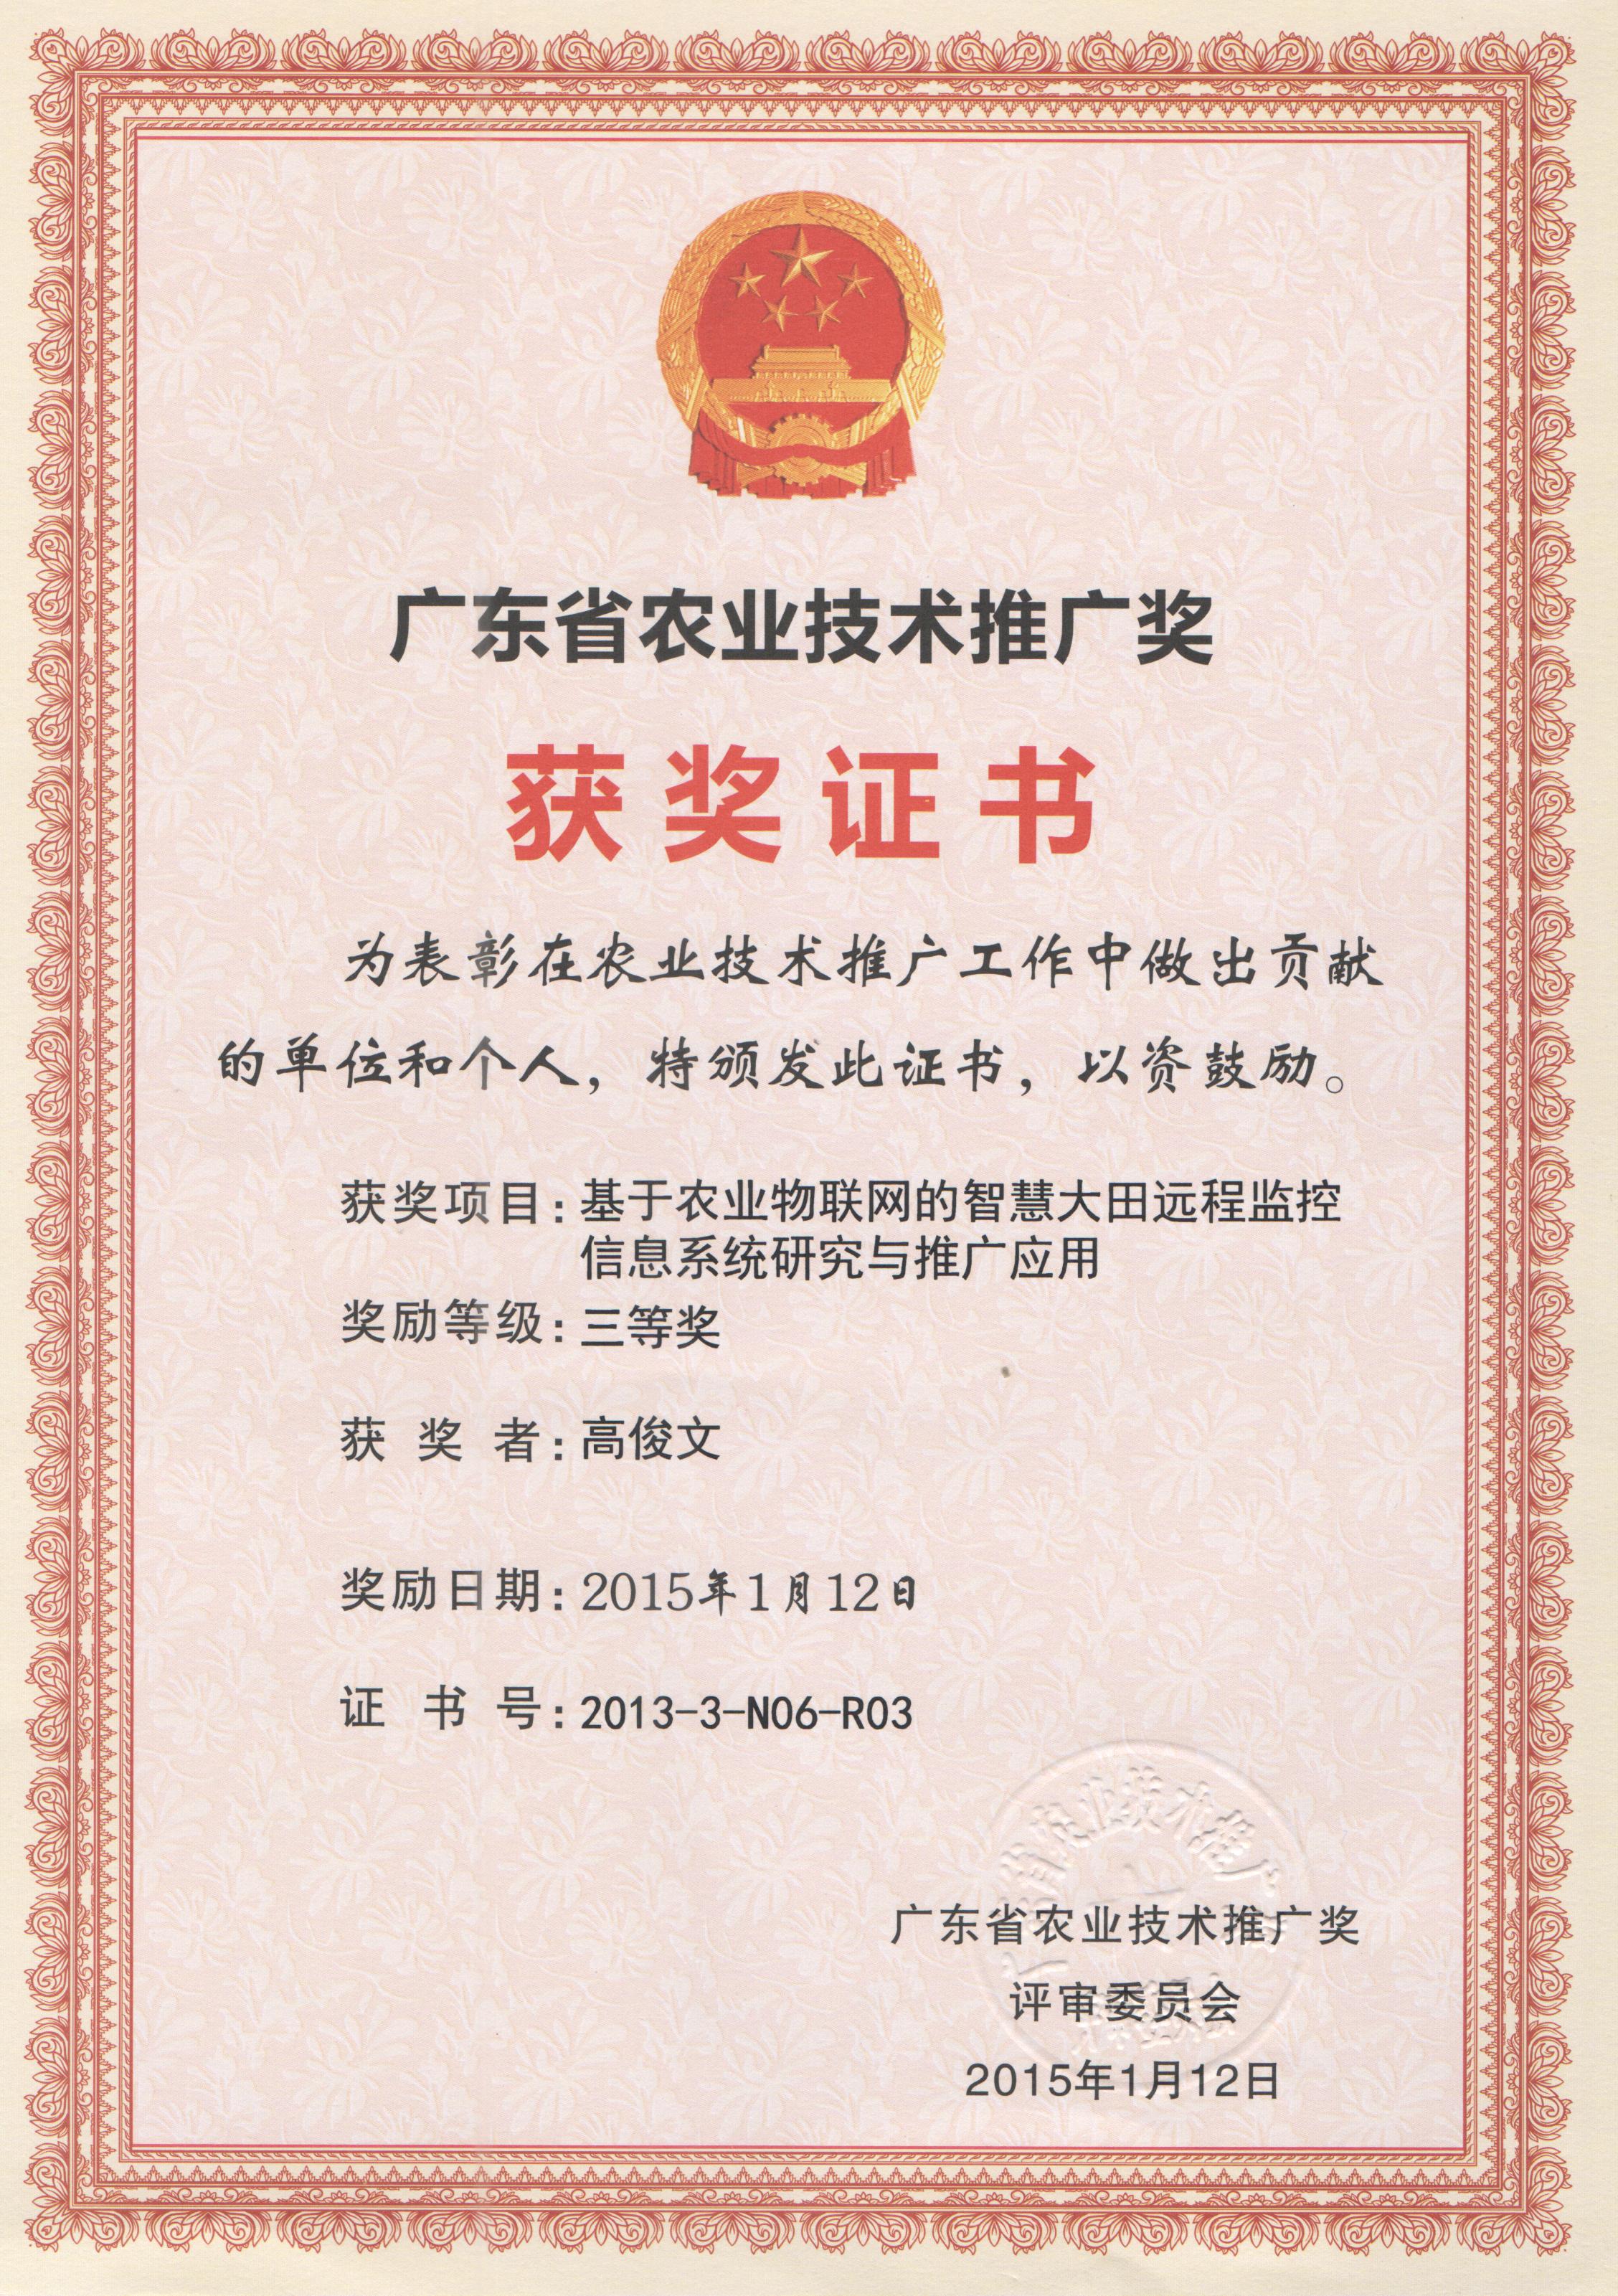 广东省农业技术推广奖
获奖证书
为表彰在农业技术推广工作中做出贡献
的单位和个人，特颁发此证书，以资鼓励。
获奖项目：基于农业物联网的智慧大田远程监控
信息系统研究与推广应用
奖励等级：三等奖
获奖者：高俊文
奖励日期：2015年1月12日
证书号：2013-3-N06-R03
省农业技术推广
广东省农业技术推广奖
评审委员会
2015年1月12日